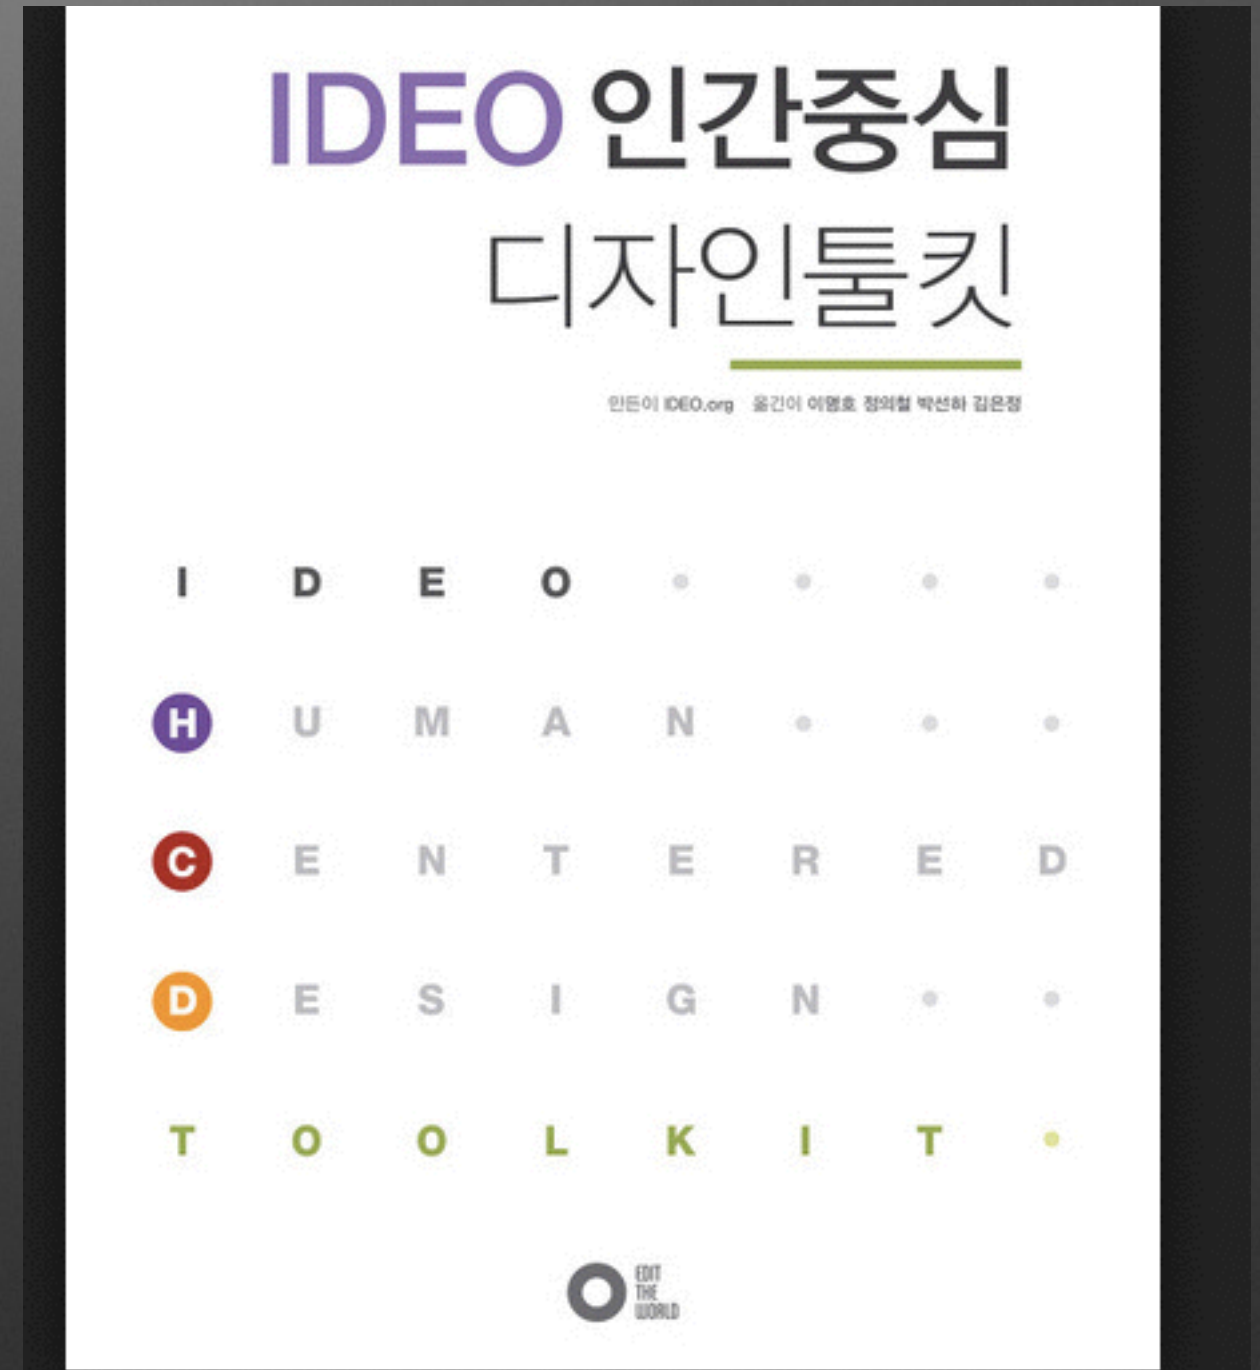 IDEO 인간중심
디자인툴킷
만든이 IDEO.org 옮긴이 이명호 정의철 박선하 김은정
I D E O
H U M A N
C E N T E R E D
D E S I G N
T O O L K I T
EDIT
THE
WORLD